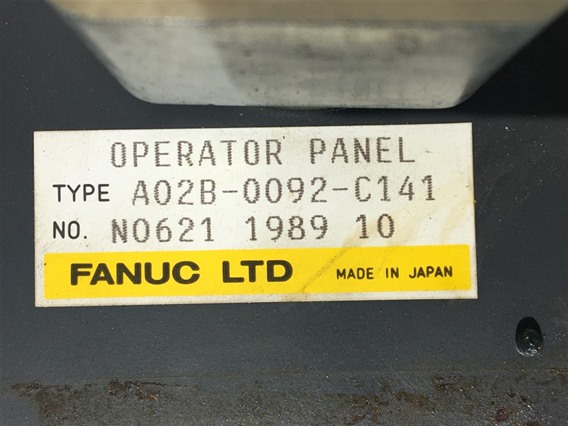 OPERATOR PANEL
TYPE A02B-0092-C141
NO. N0621 1989 10
FANUC LTD MADE IN JAPAN